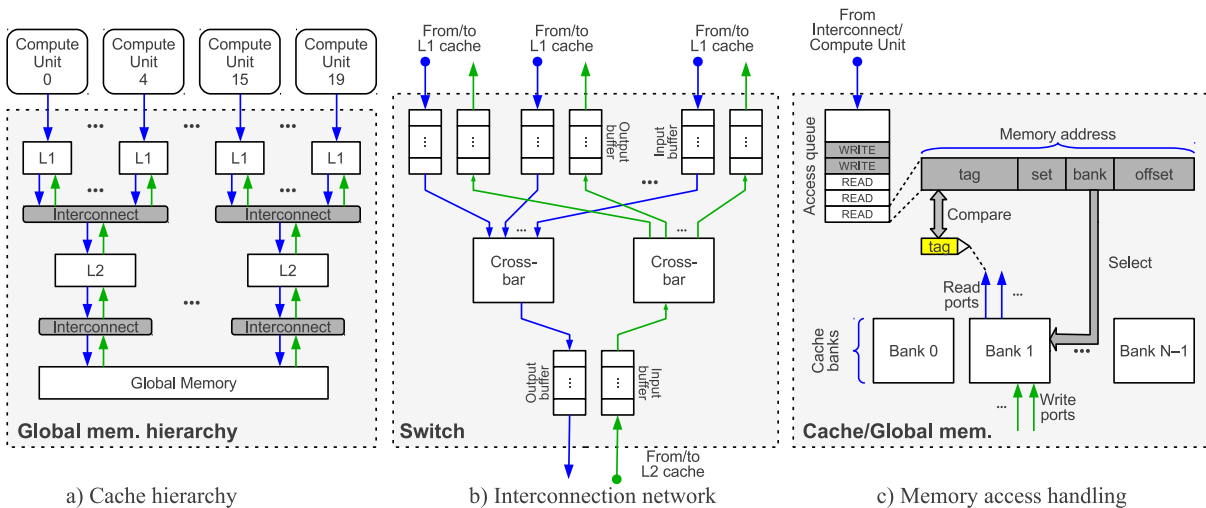 Compute
Unit
0
Compute
Unit
4
Compute
Unit
15
Compute
Unit
19
...
...
L1
L1
L1
L1
...
...
Interconnect
Interconnect
L2
L2
...
Interconnect
Interconnect
Global Memory
Global mem. hierarchy
a) Cache hierarchy
From/to
L1 cache
From/to
L1 cache
From/to
L1 cache
...
...
...
...
...
...
Output
buffer
Input
buffer
...
...
...
Cross-
bar
Cross-
bar
Output
buffer
...
...
Input
buffer
Switch
From/to
L2 cache
b) Interconnection network
From
Interconnect/
Compute Unit
Access queue
WRITE
WRITE
READ
READ
READ
Memory address
tag
set
bank
offset
Compare
tag
Select
Read
ports
...
Cache
banks
Bank 0
Bank 1
...
Bank N–1
...
Write
ports
Cache/Global mem.
c) Memory access handling